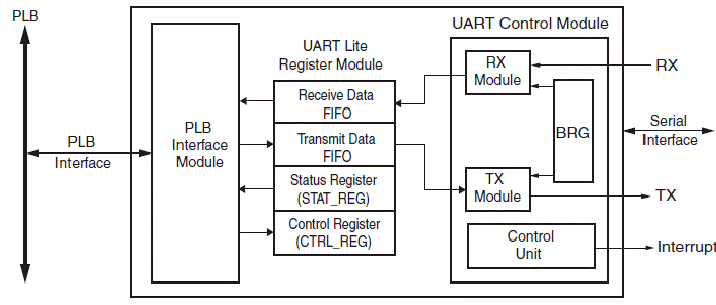 PLB
UART Control Module
UART Lite
Register Module
RX
Module
RX
Receive Data
FIFO
PLB
Interface
PLB
Interface
Module
Transmit Data
FIFO
BRG
Serial
Interface
Status Register
(STAT_REG)
TX
Module
TX
Control Register
(CTRL_REG)
Control
Unit
Interrupt